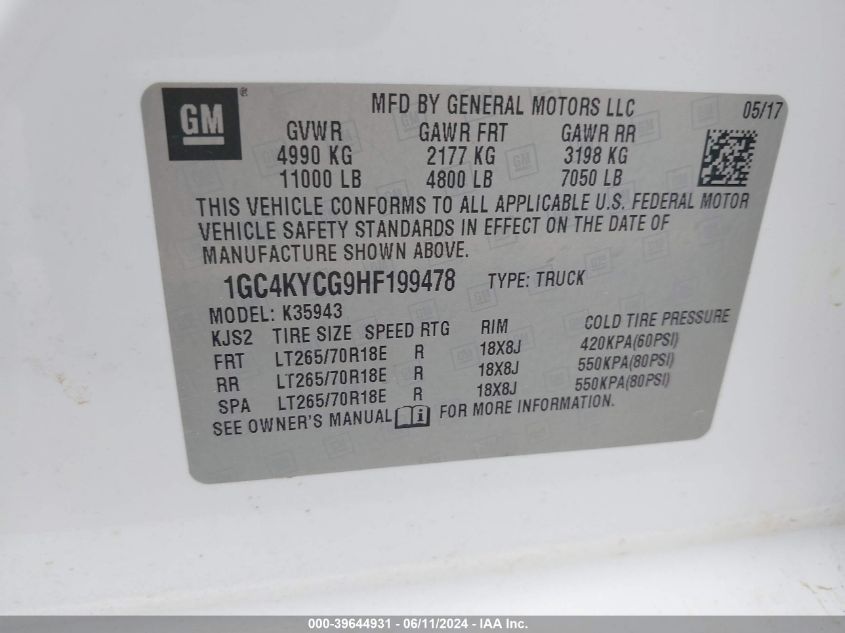 GM ® MFD BY GENERAL MOTORS LLC 05/17
GVWR GAWR FRT GAWR RR
4990 KG 2177 KG 3198 KG
11000 LB 4800 LB 7050 LB
THIS VEHICLE CONFORMS TO ALL APPLICABLE U.S. FEDERAL MOTOR
VEHICLE SAFETY STANDARDS IN EFFECT ON THE DATE OF
MANUFACTURE SHOWN ABOVE.
1GC4KYCG9HF199478 TYPE: TRUCK
MODEL: K35943
KJS2 TIRE SIZE SPEED RTG RIM COLD TIRE PRESSURE
FRT LT265/70R18E R 18X8J 420KPA(60PSI)
RR LT265/70R18E R 18X8J 550KPA(80PSI)
SPA LT265/70R18E R 18X8J 550KPA(80PSI)
SEE OWNER'S MANUAL i FOR MORE INFORMATION.
000-39644931 - 06/11/2024 - IAA Inc.